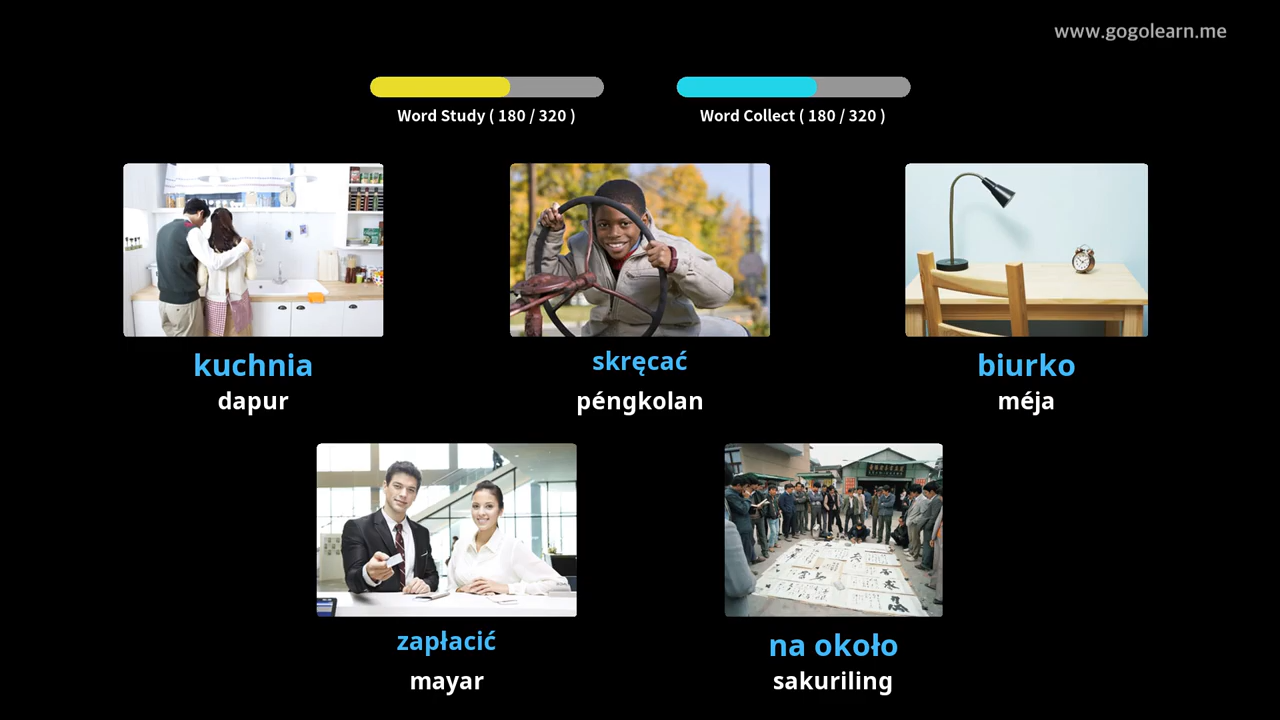 www.gogolearn.me
Word Study ( 180 / 320 )
Word Collect ( 180 / 320 )
kuchnia
dapur
skręcać
péngkolan
biurko
méja
zapłacić
mayar
na około
sakuriling